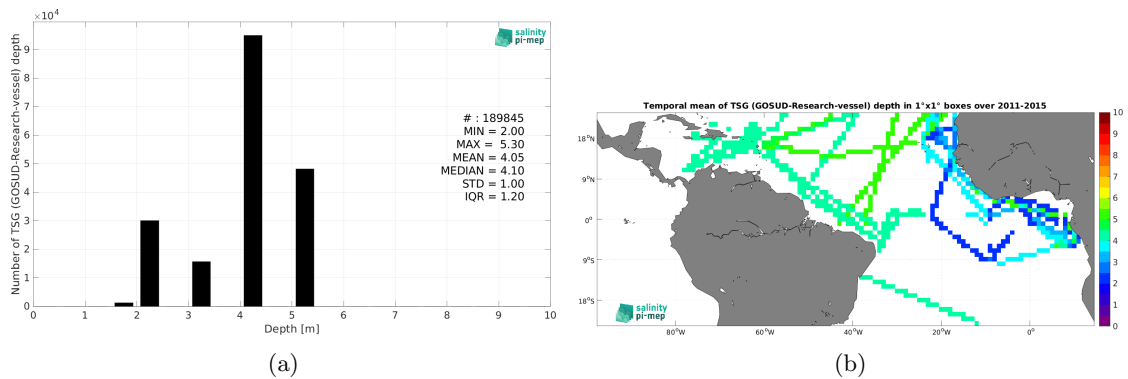 ×10⁴
9
8
7
6
5
4
3
2
1
0
Number of TSG (GOSUD-Research-vessel) depth
salinity
pi-mep
# : 189845
MIN = 2.00
MAX = 5.30
MEAN = 4.05
MEDIAN = 4.10
STD = 1.00
IQR = 1.20
0 1 2 3 4 5 6 7 8 9 10
Depth [m]
(a)
Temporal mean of TSG (GOSUD-Research-vessel) depth in 1°x1° boxes over 2011-2015
18°N
9°N
0°
9°S
18°S
salinity
pi-mep
80°W 60°W 40°W 20°W 0°
10
9
8
7
6
5
4
3
2
1
0
(b)